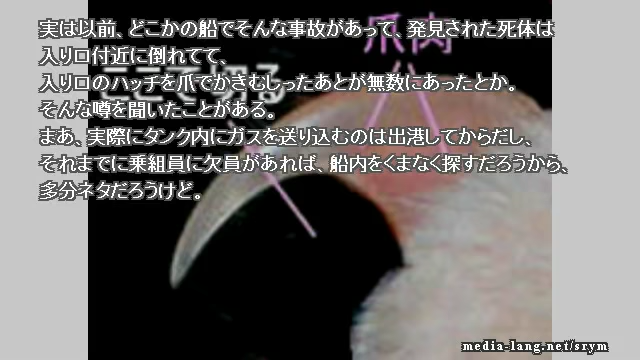 実は以前、どこかの船でそんな事故があって、発見された死体は
入り口付近に倒れてて、
入り口のハッチを爪でかきむしったあとが無数にあったとか。
そんな噂を聞いたことがある。
まあ、実際にタンク内にガスを送り込むのは出港してからだし、
それまでに乗組員に欠員があれば、船内をくまなく探すだろうから、
多分ネタだろうけど。
爪肉
media-lang.net/srym